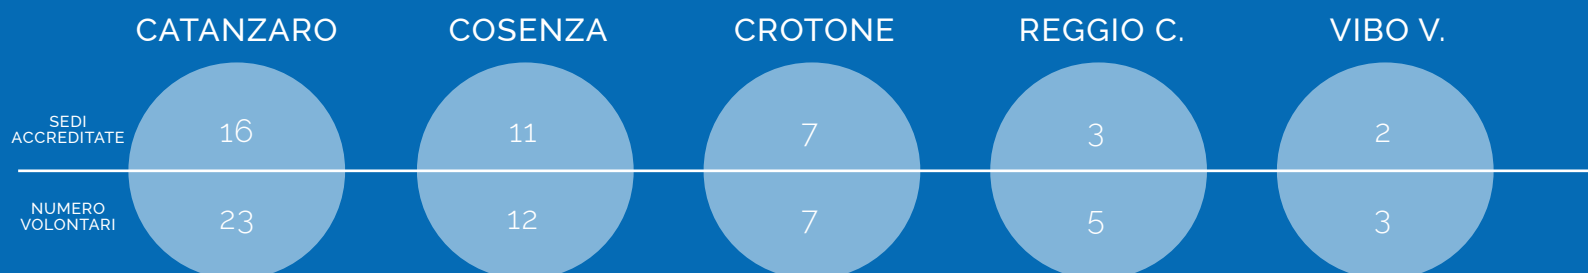 CATANZARO COSENZA CROTONE REGGIO C. VIBO V.
SEDI
ACCREDITATE 16 11 7 3 2
NUMERO
VOLONTARI 23 12 7 5 3